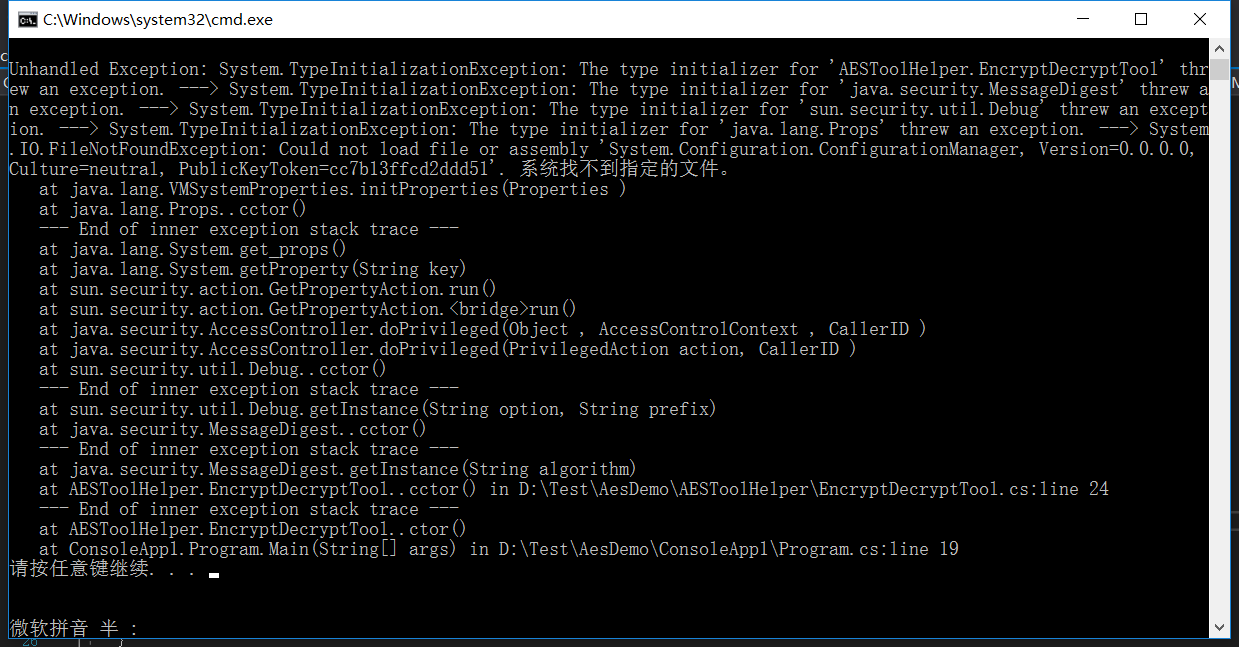 C:\Windows\system32\cmd.exe
Unhandled Exception: System.TypeInitializationException: The type initializer for 'AESToolHelper.EncryptDecryptTool' thr
ew an exception. ---> System.TypeInitializationException: The type initializer for 'java.security.MessageDigest' threw a
n exception. ---> System.TypeInitializationException: The type initializer for 'sun.security.util.Debug' threw an except
ion. ---> System.TypeInitializationException: The type initializer for 'java.lang.Props' threw an exception. ---> System
.IO.FileNotFoundException: Could not load file or assembly 'System.Configuration.ConfigurationManager, Version=0.0.0.0,
Culture=neutral, PublicKeyToken=cc7b13ffcd2ddd51'. 系统找不到指定的文件。
at java.lang.VMSystemProperties.initProperties(Properties )
at java.lang.Props..cctor()
--- End of inner exception stack trace ---
at java.lang.System.get_props()
at java.lang.System.getProperty(String key)
at sun.security.action.GetPropertyAction.run()
at sun.security.action.GetPropertyAction.<bridge>run()
at java.security.AccessController.doPrivileged(Object , AccessControlContext , CallerID )
at java.security.AccessController.doPrivileged(PrivilegedAction action, CallerID )
at sun.security.util.Debug..cctor()
--- End of inner exception stack trace ---
at sun.security.util.Debug.getInstance(String option, String prefix)
at java.security.MessageDigest..cctor()
--- End of inner exception stack trace ---
at java.security.MessageDigest.getInstance(String algorithm)
at AESToolHelper.EncryptDecryptTool..cctor() in D:\Test\AesDemo\AESToolHelper\EncryptDecryptTool.cs:line 24
--- End of inner exception stack trace ---
at AESToolHelper.EncryptDecryptTool..ctor()
at ConsoleApp1.Program.Main(String[] args) in D:\Test\AesDemo\ConsoleApp1\Program.cs:line 19
请按任意键继续. . .
微软拼音 半 :